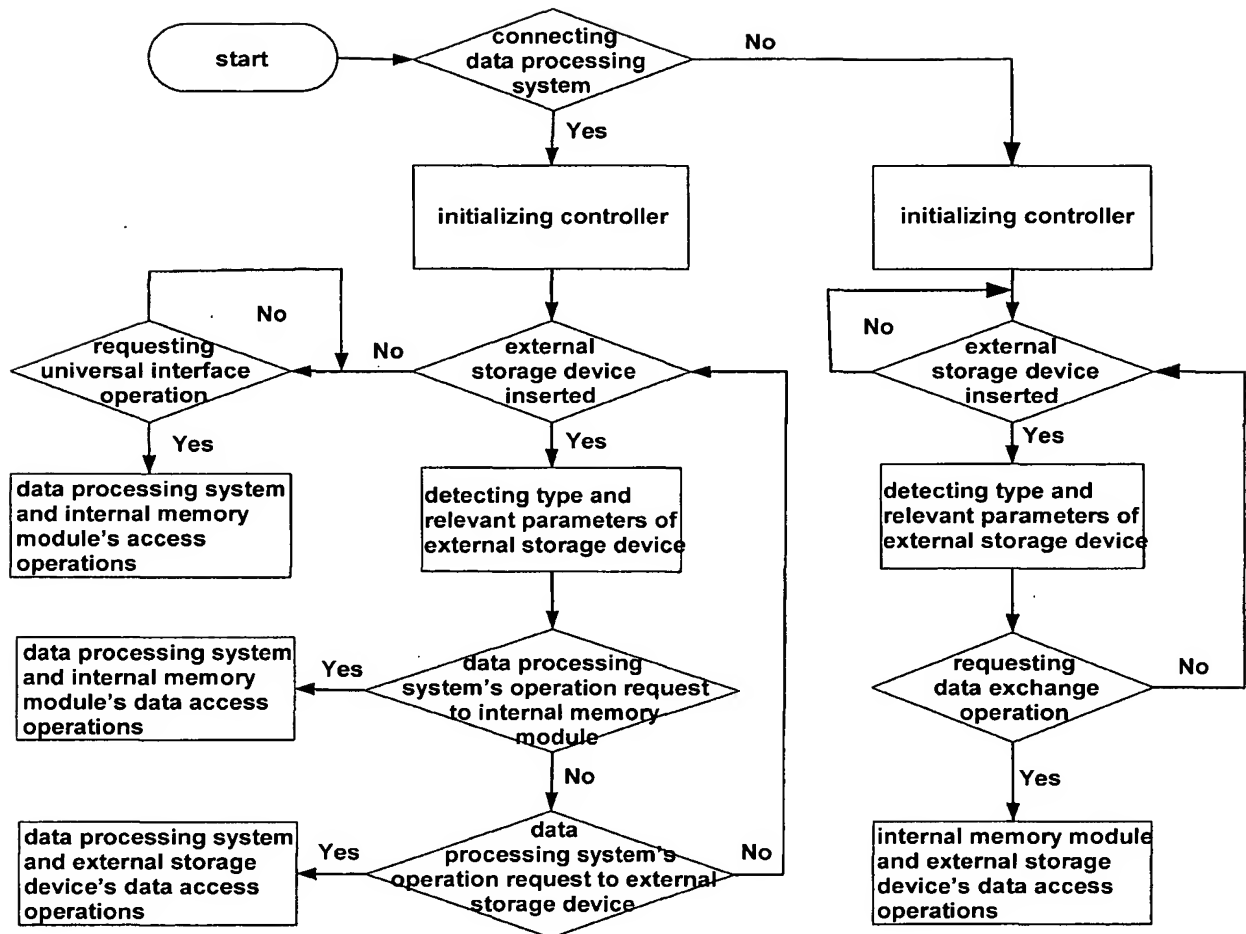 start
connecting
data processing
system
No
Yes
initializing controller
initializing controller
No
requesting
universal interface
operation
No
external
storage device
inserted
No
external
storage device
inserted
Yes
Yes
Yes
data processing system
and internal memory
module's access
operations
detecting type and
relevant parameters of
external storage device
detecting type and
relevant parameters of
external storage device
data processing system
and internal memory
module's data access
operations
Yes
data processing
system's operation request
to internal memory
module
requesting
data exchange
operation
No
No
Yes
data processing system
and external storage
device's data access
operations
Yes
data
processing system's
operation request to external
storage device
No
internal memory module
and external storage
device's data access
operations